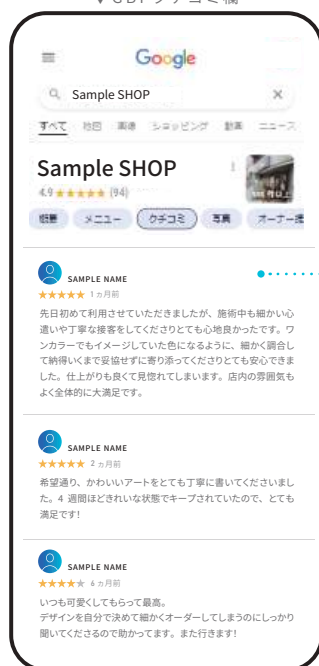 Google
Sample SHOP
すべて 地図 画像 ショッピング 動画 ニュース
Sample SHOP
4.9 ★★★★★ (94)
概要 メニュー クチコミ 写真
SAMPLE NAME
★★★★★ 1ヵ月前
先日初めて利用させていただきましたが、施術中も細かい心
遣いや丁寧な接客をしてくださりとても心地良かったです。ワ
ンカラーでもイメージしていた色になるように、細かく調合し
て納得いくまで妥協せずに寄り添ってくださりとても安心できま
した。仕上がりも良くて見惚れてしまいます。店内の雰囲気も
よく全体的に大満足です。
SAMPLE NAME
★★★★★ 2ヵ月前
希望通り、かわいいアートをとても丁寧に書いてくださいまし
た。4 週間ほどきれいな状態でキープされていたので、とても
満足です!
SAMPLE NAME
★★★★★ 6ヵ月前
いつも可愛くしてもらって最高。
デザインを自分で決めて細かくオーダーしてしまうのにしっかり
聞いてくださるので助かってます。また行きます!